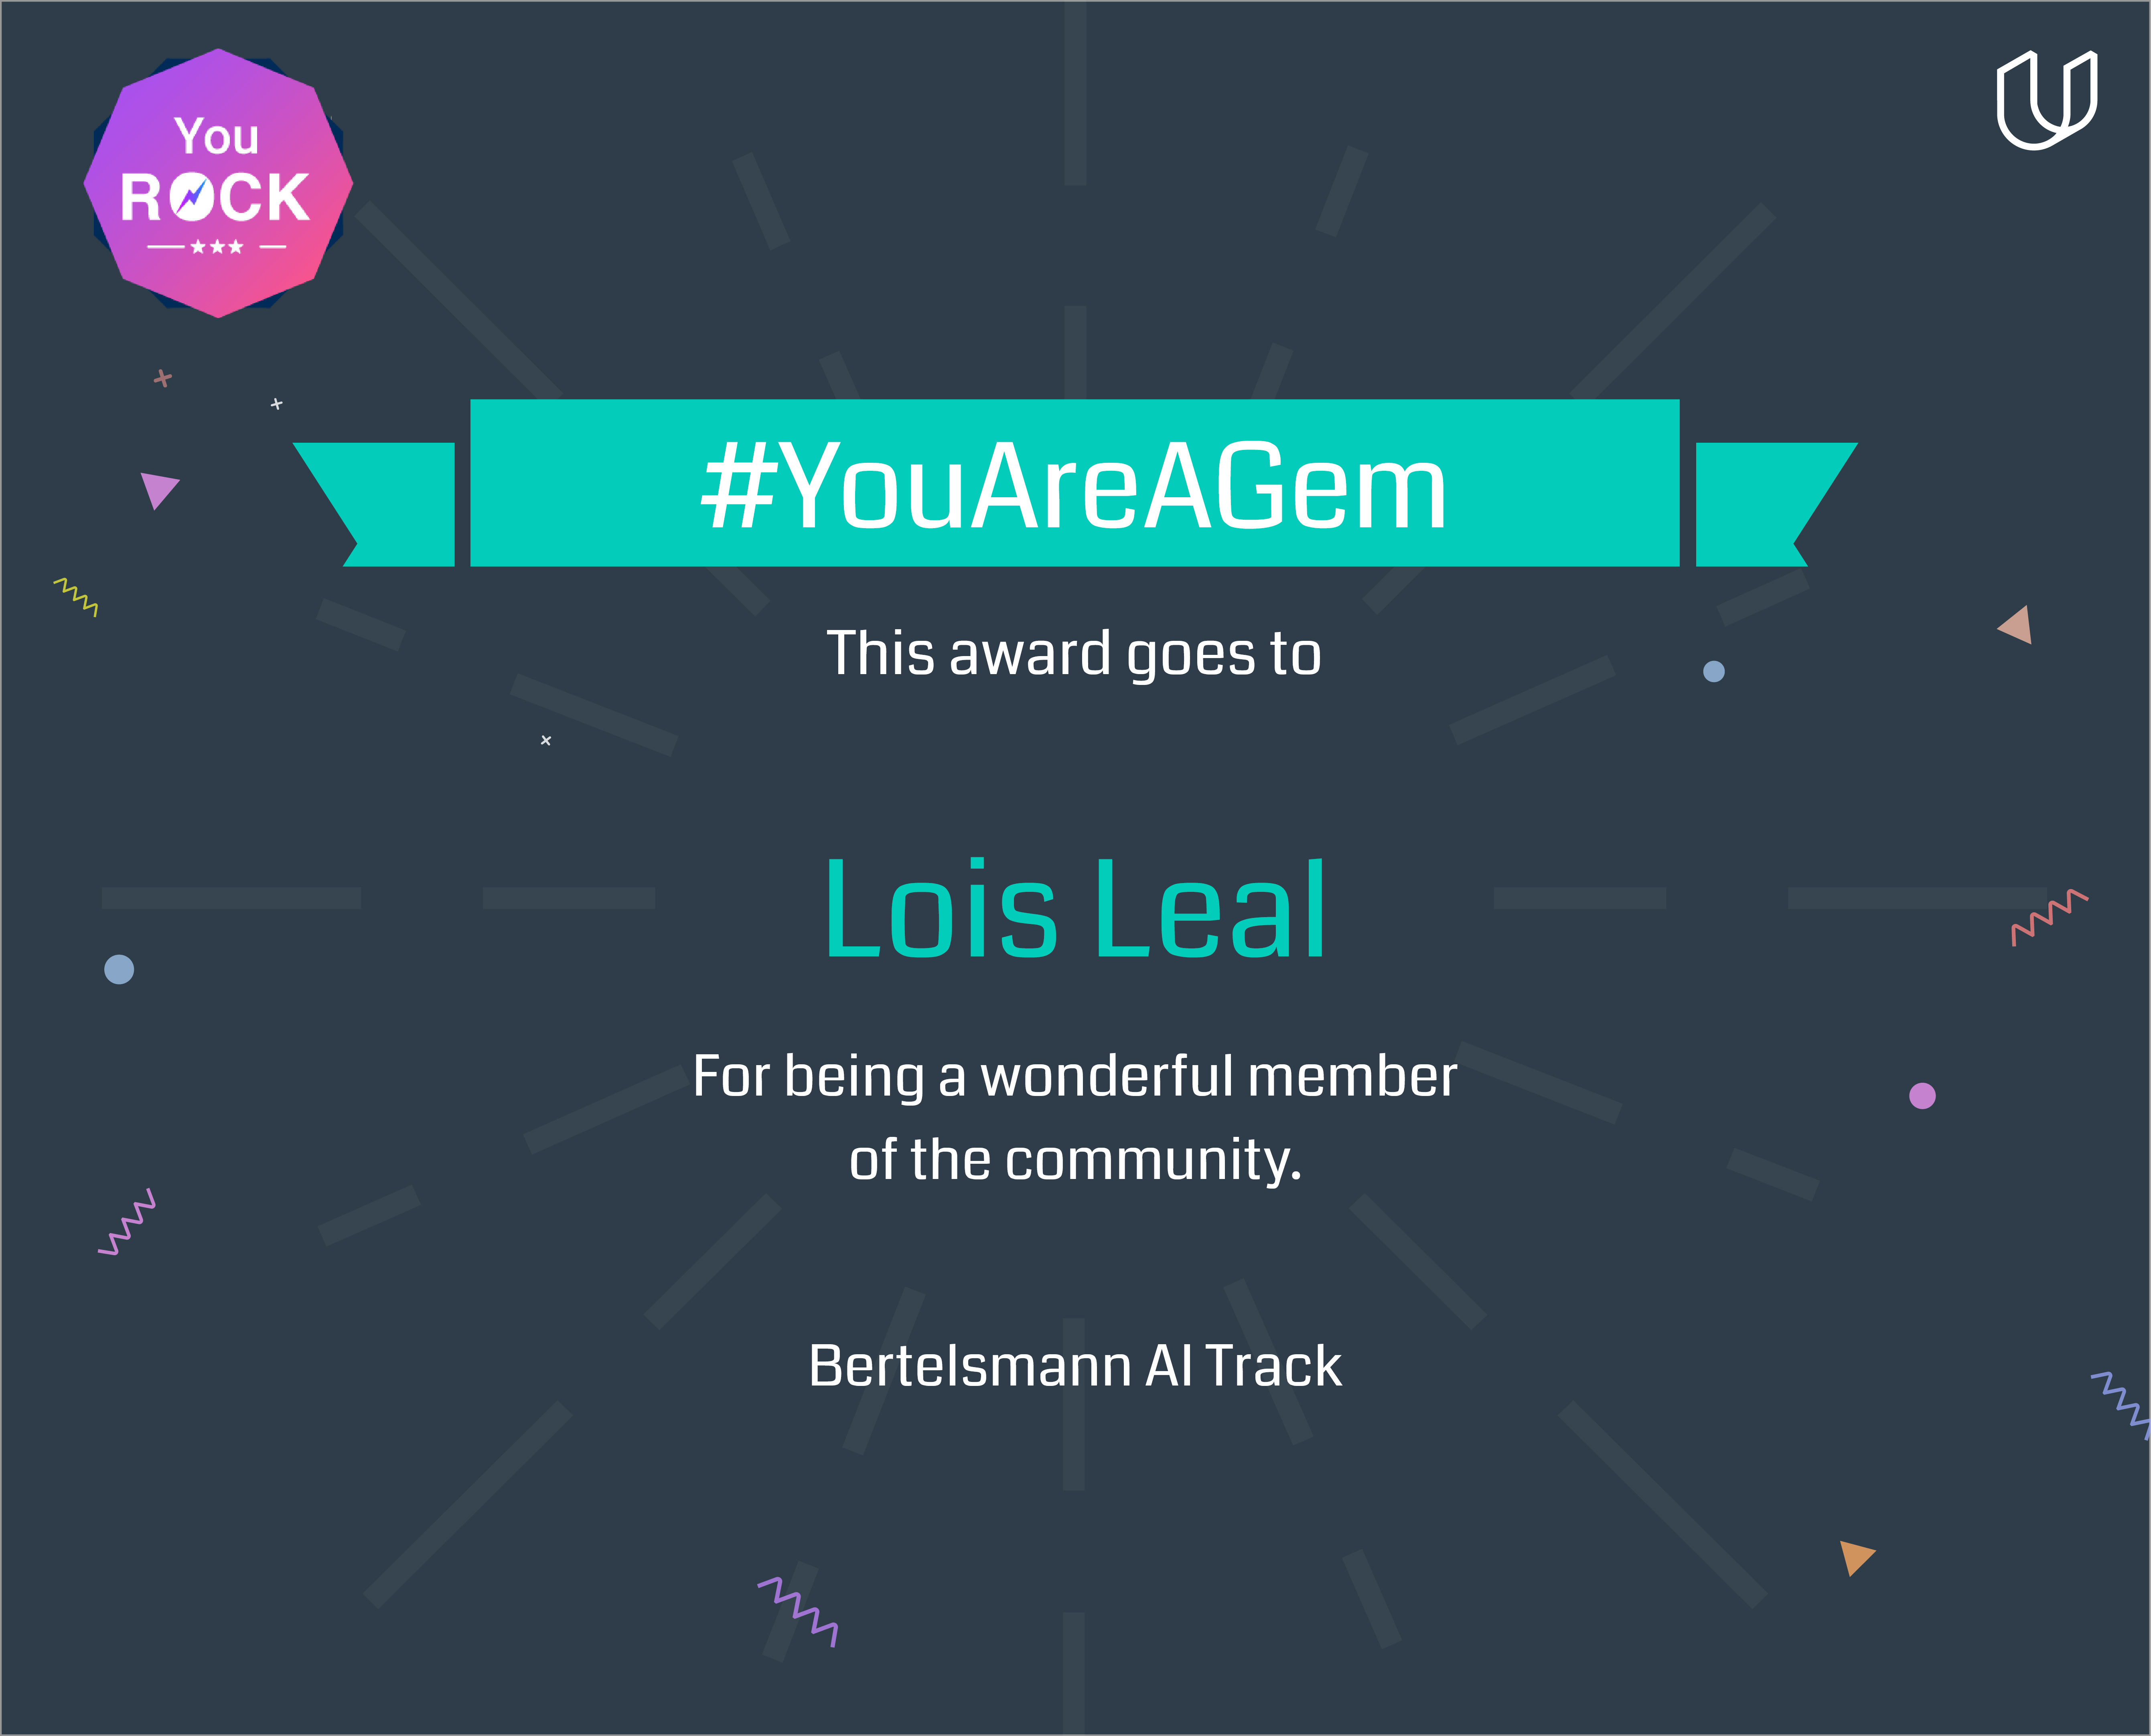 You
ROCK
#YouAreAGem
This award goes to
Lois Leal
For being a wonderful member
of the community.
Bertelsmann AI Track